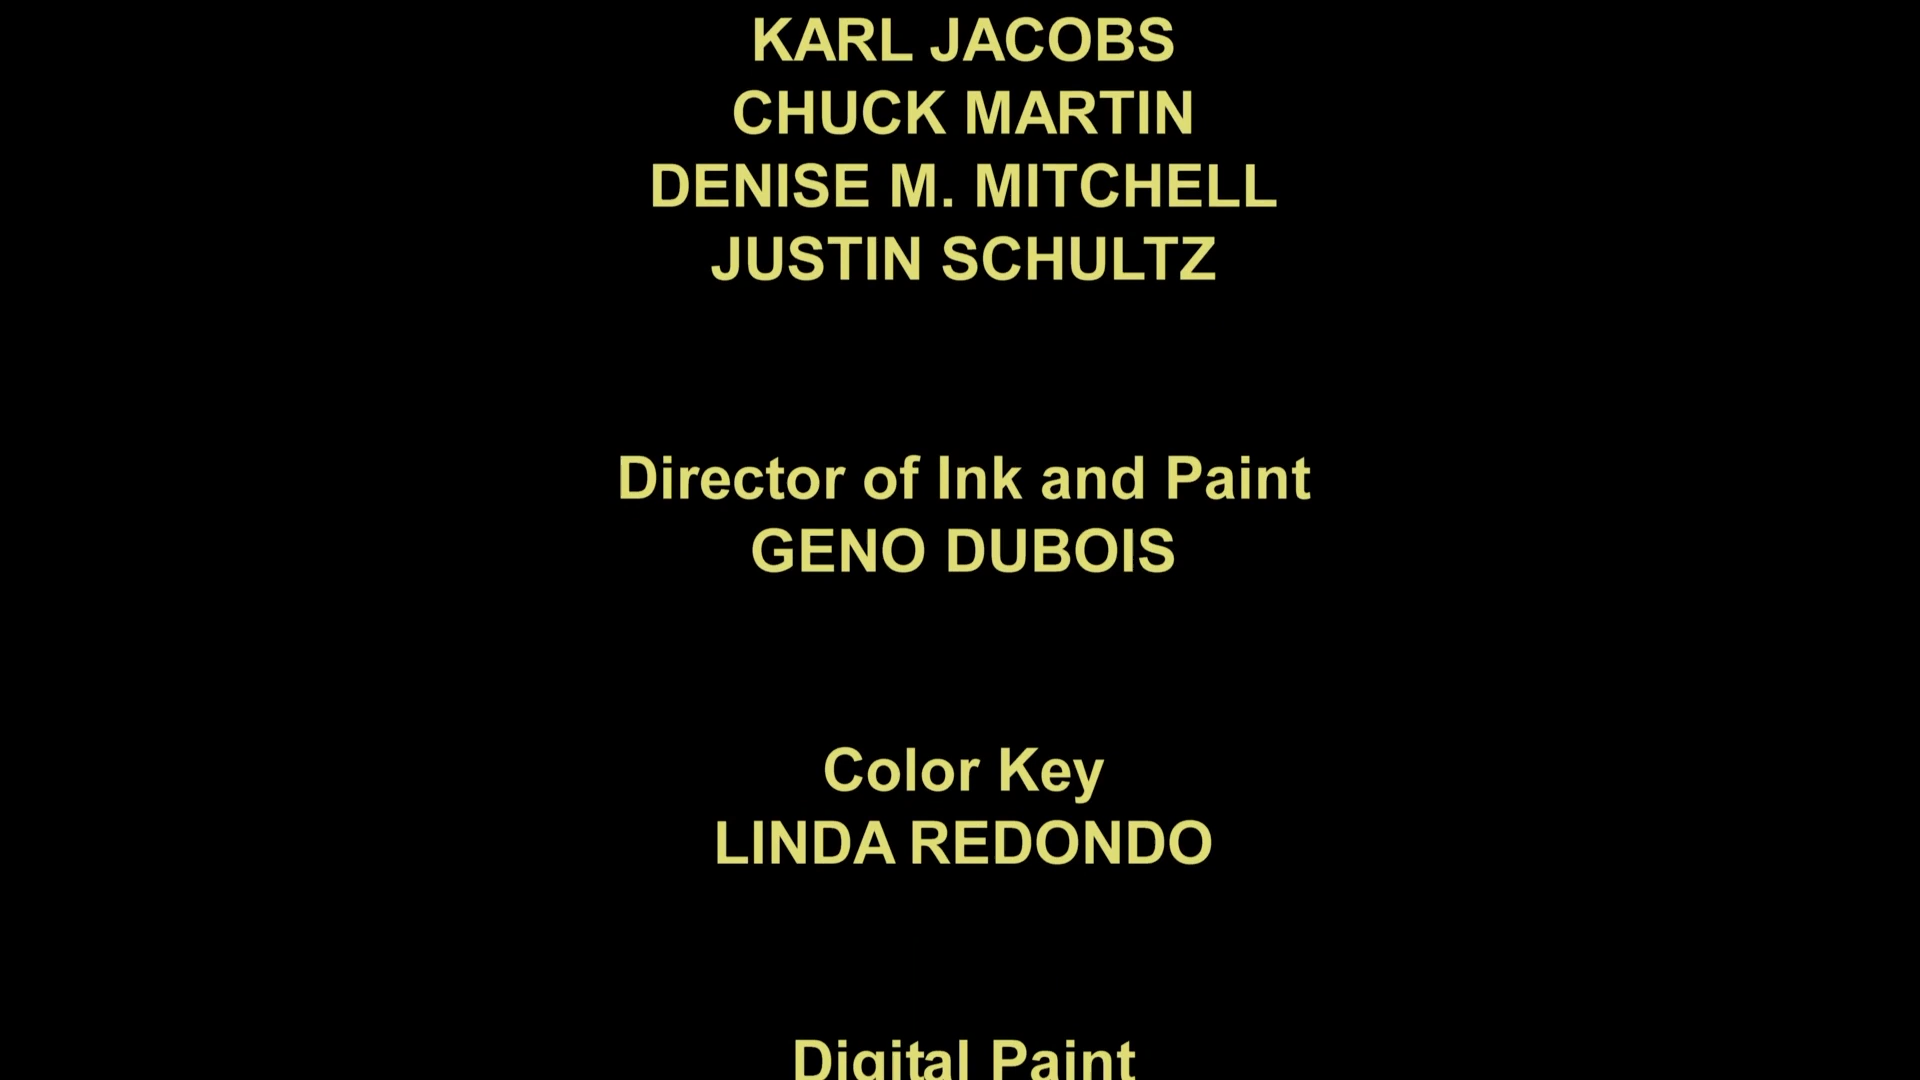 KARL JACOBS
CHUCK MARTIN
DENISE M. MITCHELL
JUSTIN SCHULTZ
Director of Ink and Paint
GENO DUBOIS
Color Key
LINDA REDONDO
Digital Paint